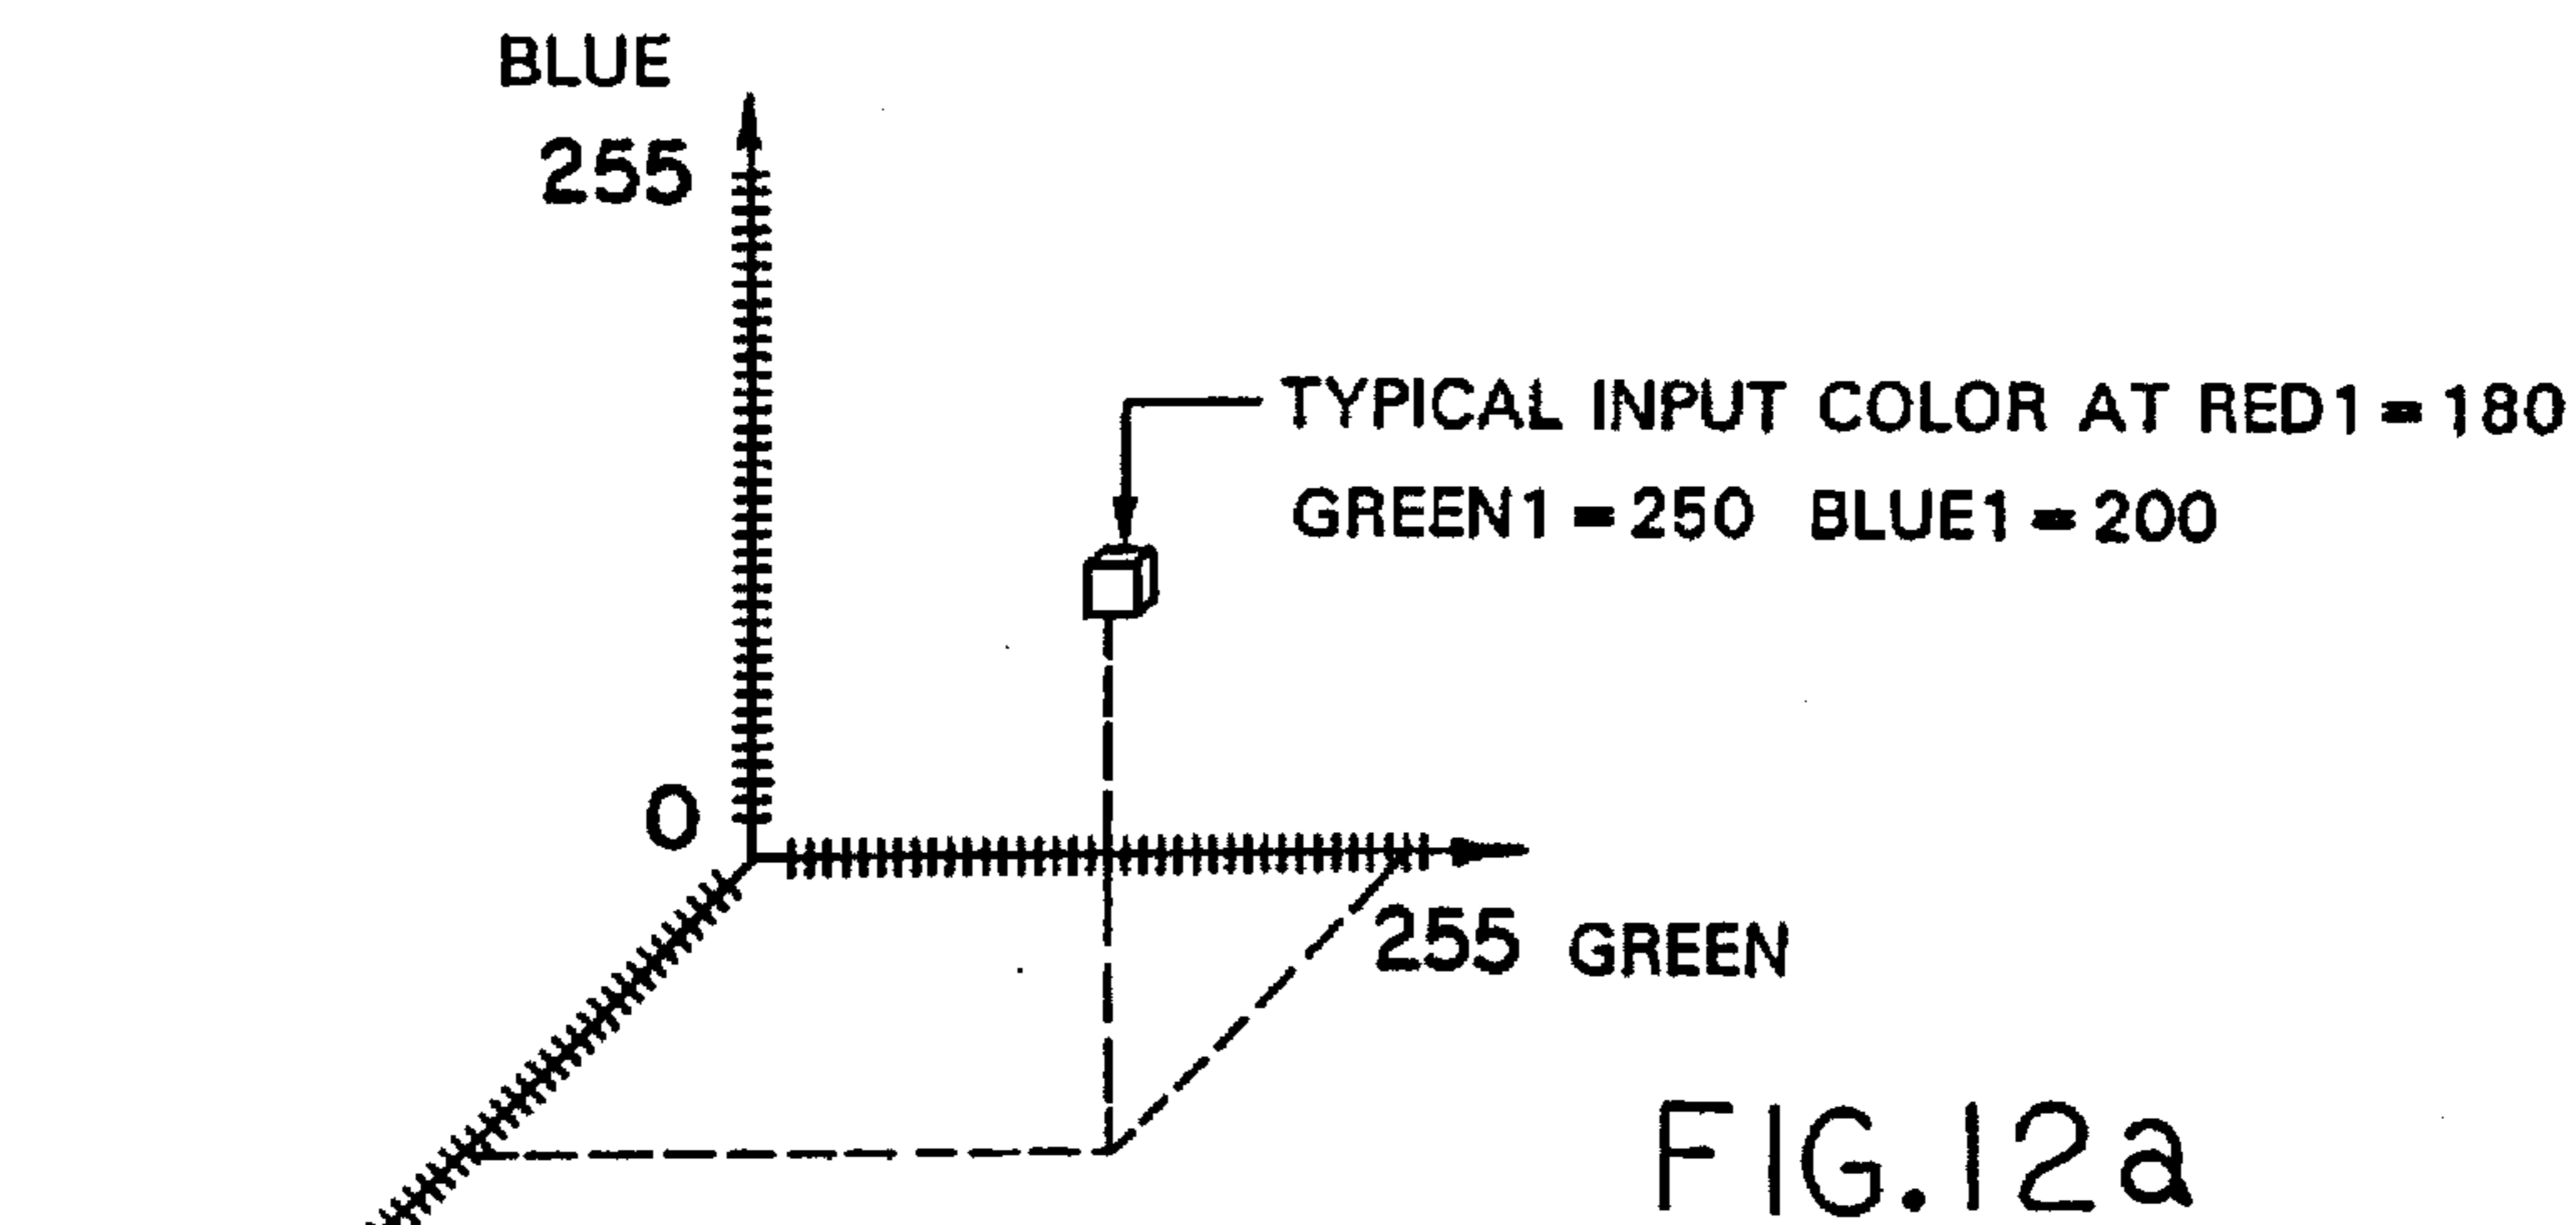 BLUE
255
TYPICAL INPUT COLOR AT RED1=180
GREEN1=250 BLUE1=200
0
255 GREEN
FIG.12a